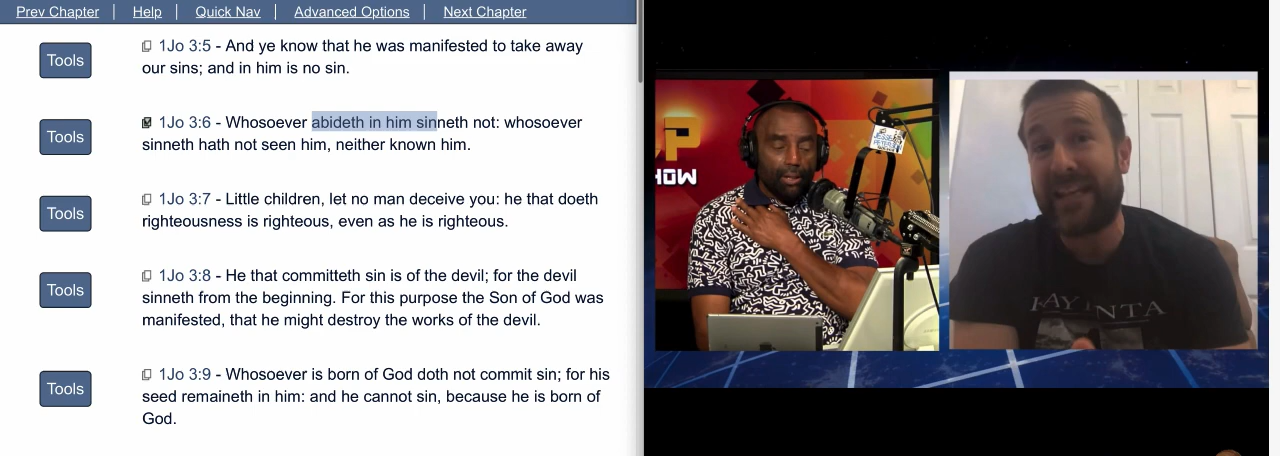 Prev Chapter | Help | Quick Nav | Advanced Options | Next Chapter
Tools
1Jo 3:5 - And ye know that he was manifested to take away
our sins; and in him is no sin.
Tools
1Jo 3:6 - Whosoever abideth in him sinneth not: whosoever
sinneth hath not seen him, neither known him.
Tools
1Jo 3:7 - Little children, let no man deceive you: he that doeth
righteousness is righteous, even as he is righteous.
Tools
1Jo 3:8 - He that committeth sin is of the devil; for the devil
sinneth from the beginning. For this purpose the Son of God was
manifested, that he might destroy the works of the devil.
Tools
1Jo 3:9 - Whosoever is born of God doth not commit sin; for his
seed remaineth in him: and he cannot sin, because he is born of
God.
P
HOW
JESSE